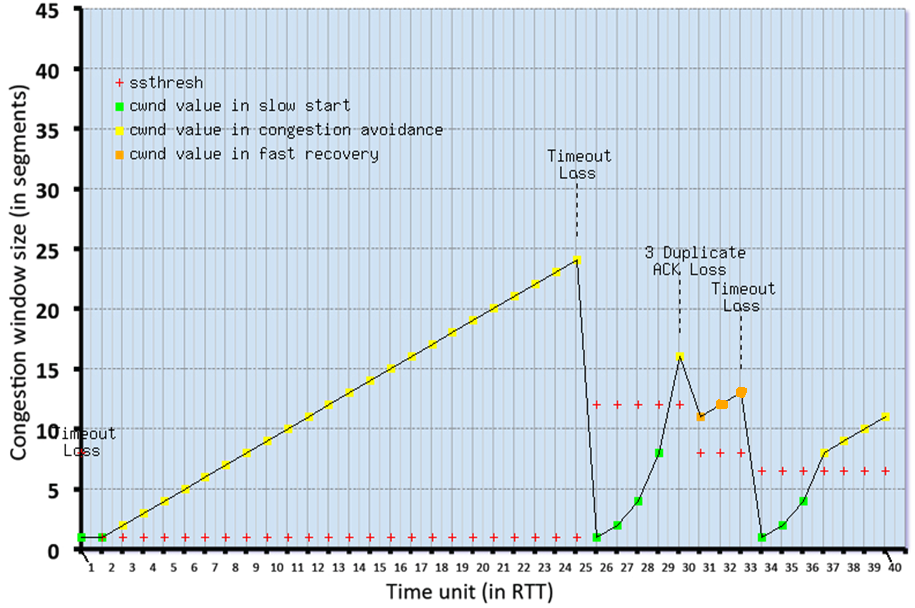 45
40
35
30
25
20
15
10
5
0
Congestion window size (in segments)
+ ssthresh
cwnd value in slow start
cwnd value in congestion avoidance
cwnd value in fast recovery
Timeout
Loss
3 Duplicate
ACK Loss
Timeout
Loss
Timeout
Loss
1 2 3 4 5 6 7 8 9 10 11 12 13 14 15 16 17 18 19 20 21 22 23 24 25 26 27 28 29 30 31 32 33 34 35 36 37 38 39 40
Time unit (in RTT)